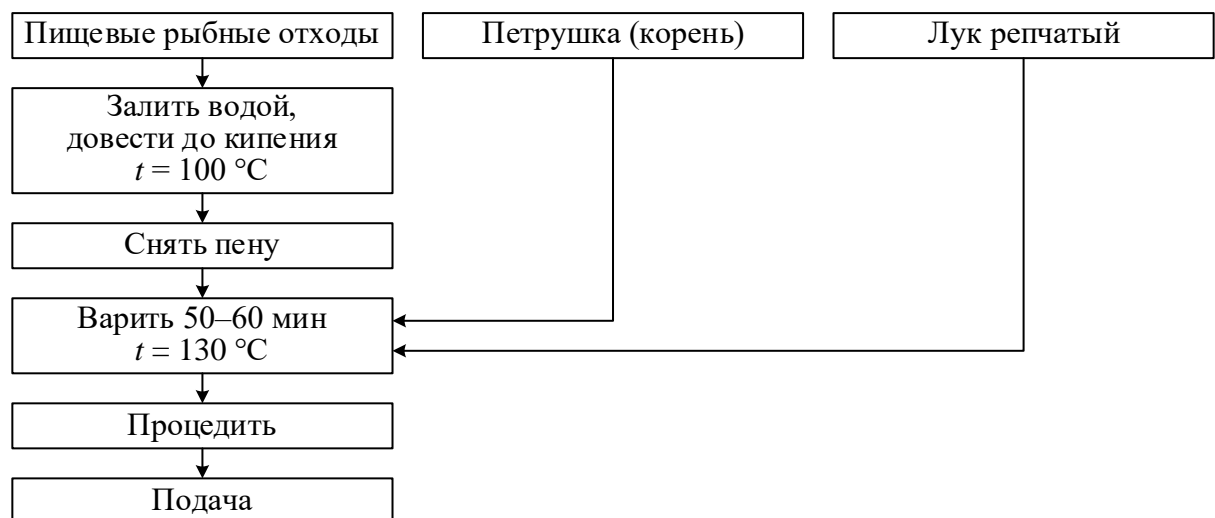 Пищевые рыбные отходы
Петрушка (корень)
Лук репчатый
Залить водой,
довести до кипения
t = 100 °C
Снять пену
Варить 50–60 мин
t = 130 °C
Процедить
Подача